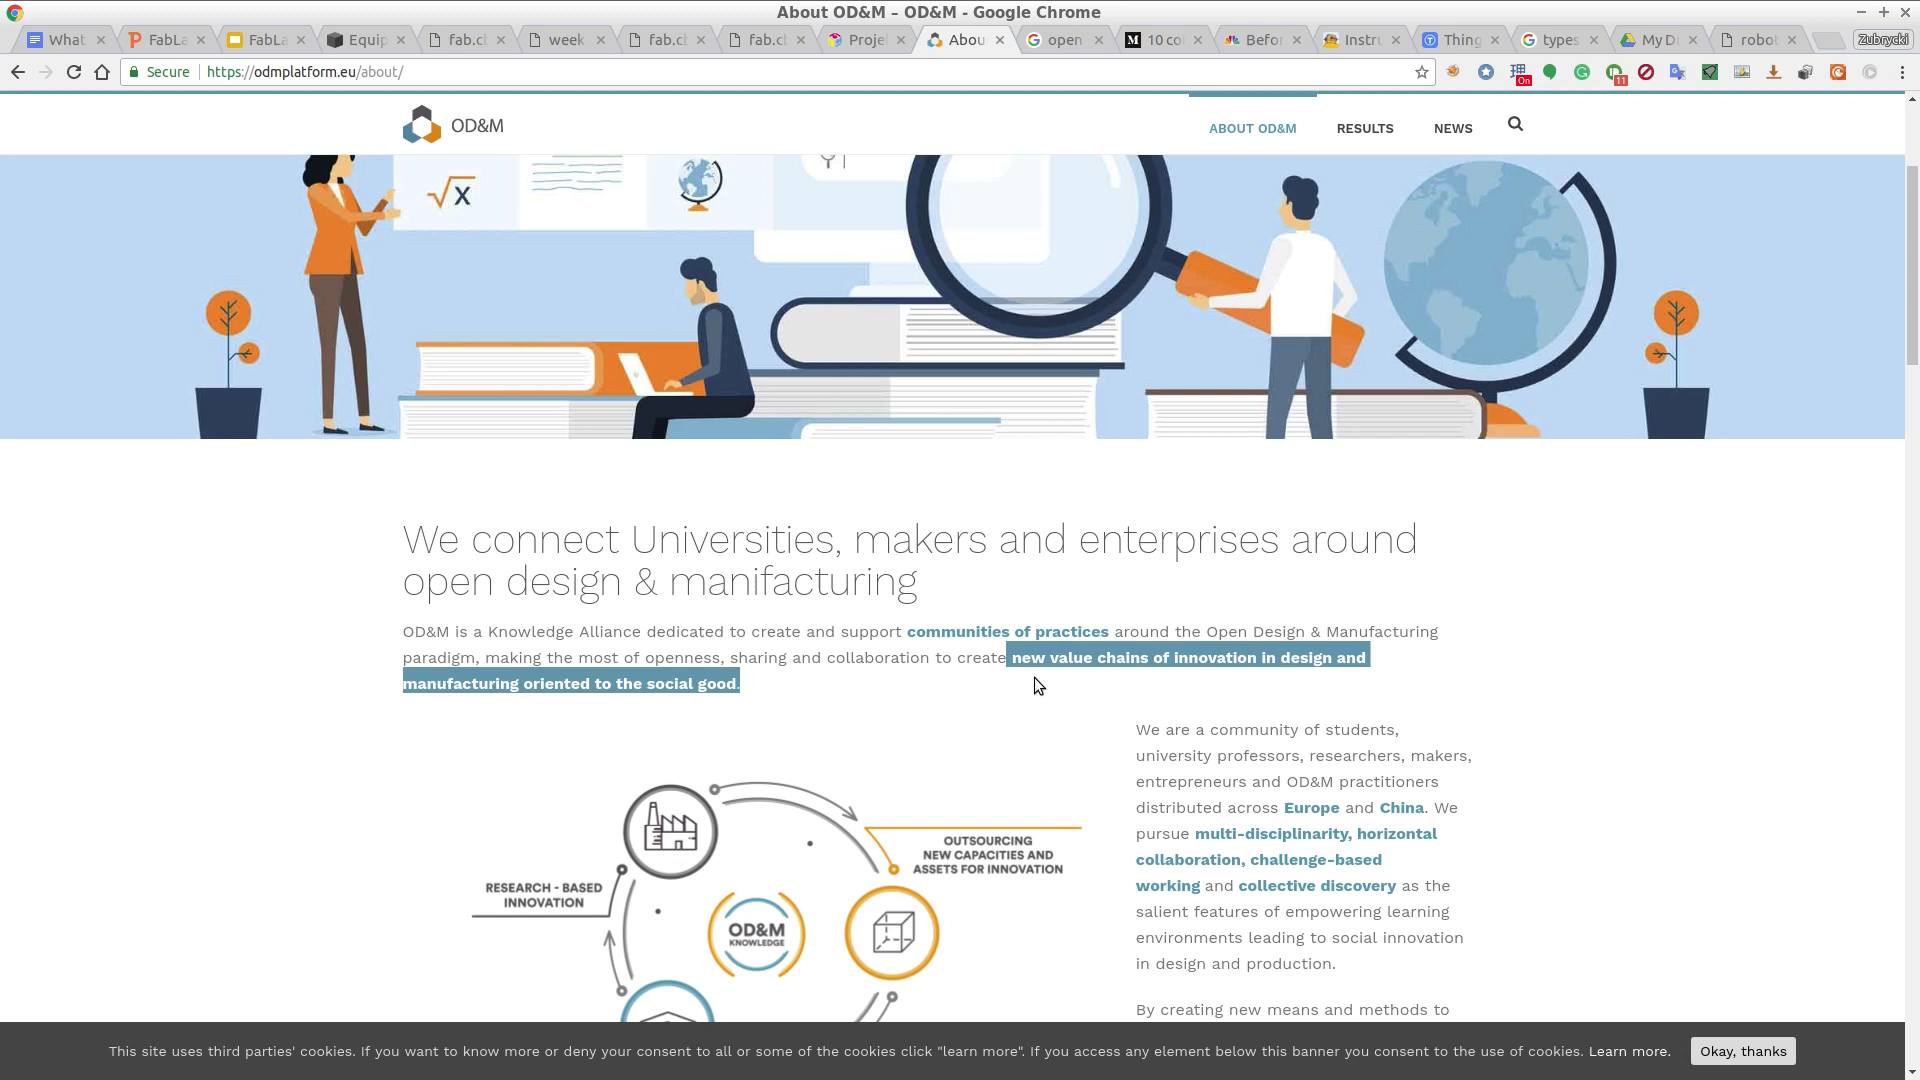 About OD&M – OD&M - Google Chrome
What
FabLa
FabLa
Equip
fab.cl
week
fab.cl
fab.cl
Projel
Abou
open
10 co
Befor
Instru
Thing
types
My Dr
robot
Zubrycki
Secure
https://odmplatform.eu/about/
On
11
OD&M
ABOUT OD&M
RESULTS
NEWS
√x
We connect Universities, makers and enterprises around
open design & manifacturing
OD&M is a Knowledge Alliance dedicated to create and support communities of practices around the Open Design & Manufacturing
paradigm, making the most of openness, sharing and collaboration to create new value chains of innovation in design and
manufacturing oriented to the social good.
OUTSOURCING
NEW CAPACITIES AND
ASSETS FOR INNOVATION
RESEARCH - BASED
INNOVATION
OD&M
KNOWLEDGE
We are a community of students,
university professors, researchers, makers,
entrepreneurs and OD&M practitioners
distributed across Europe and China. We
pursue multi-disciplinarity, horizontal
collaboration, challenge-based
working and collective discovery as the
salient features of empowering learning
environments leading to social innovation
in design and production.
By creating new means and methods to
This site uses third parties' cookies. If you want to know more or deny your consent to all or some of the cookies click "learn more". If you access any element below this banner you consent to the use of cookies. Learn more.
Okay, thanks